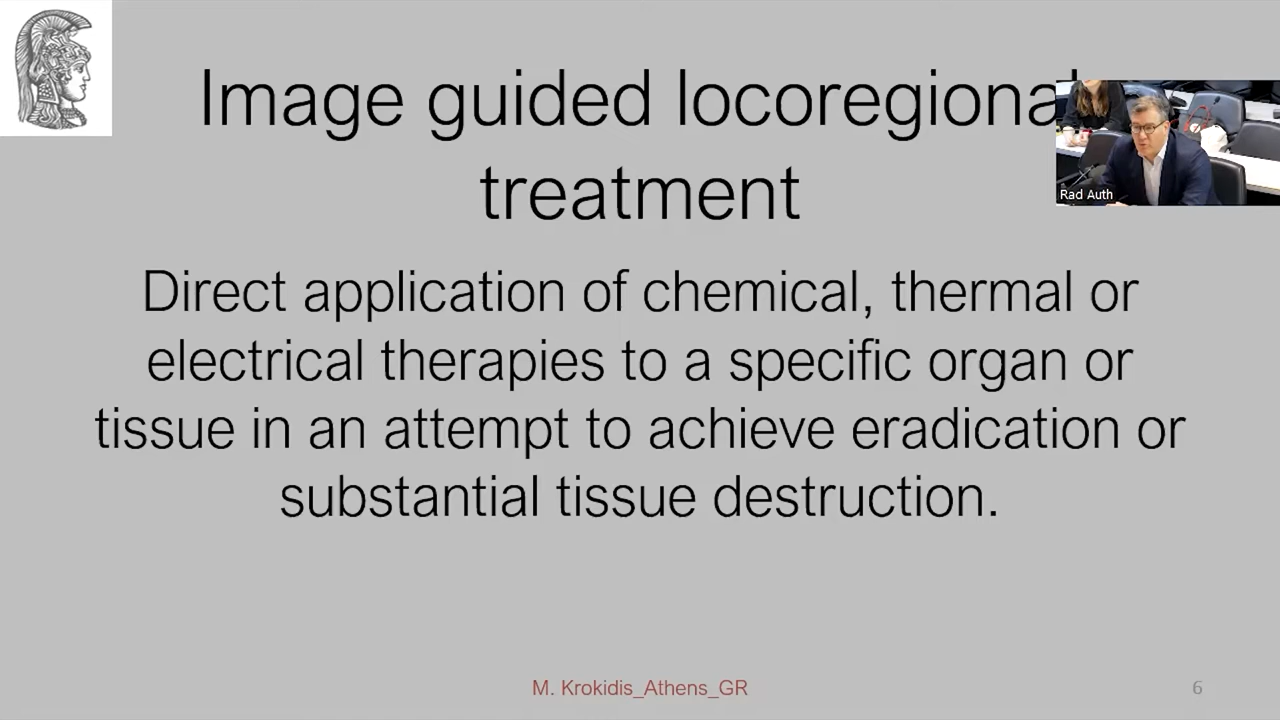 Image guided locoregional
treatment
Rad Auth
Direct application of chemical, thermal or
electrical therapies to a specific organ or
tissue in an attempt to achieve eradication or
substantial tissue destruction.
M. Krokidis_Athens_GR
6